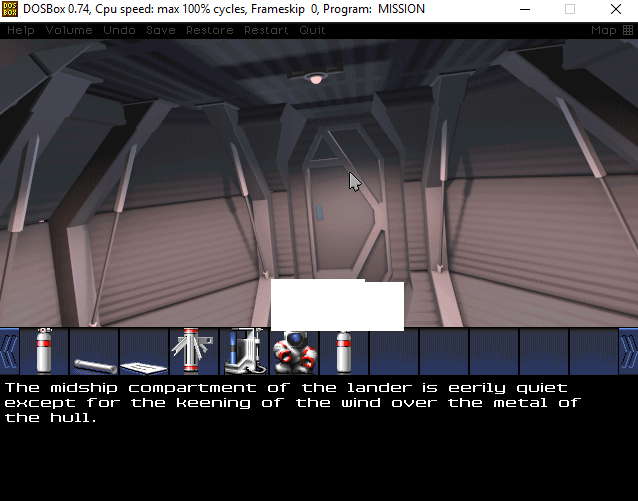 DOSBox 0.74, Cpu speed: max 100% cycles, Frameskip 0, Program: MISSION
Help Volume Undo Save Restore Restart Quit Map
The midship compartment of the lander is eerily quiet
except for the keening of the wind over the metal of
the hull.